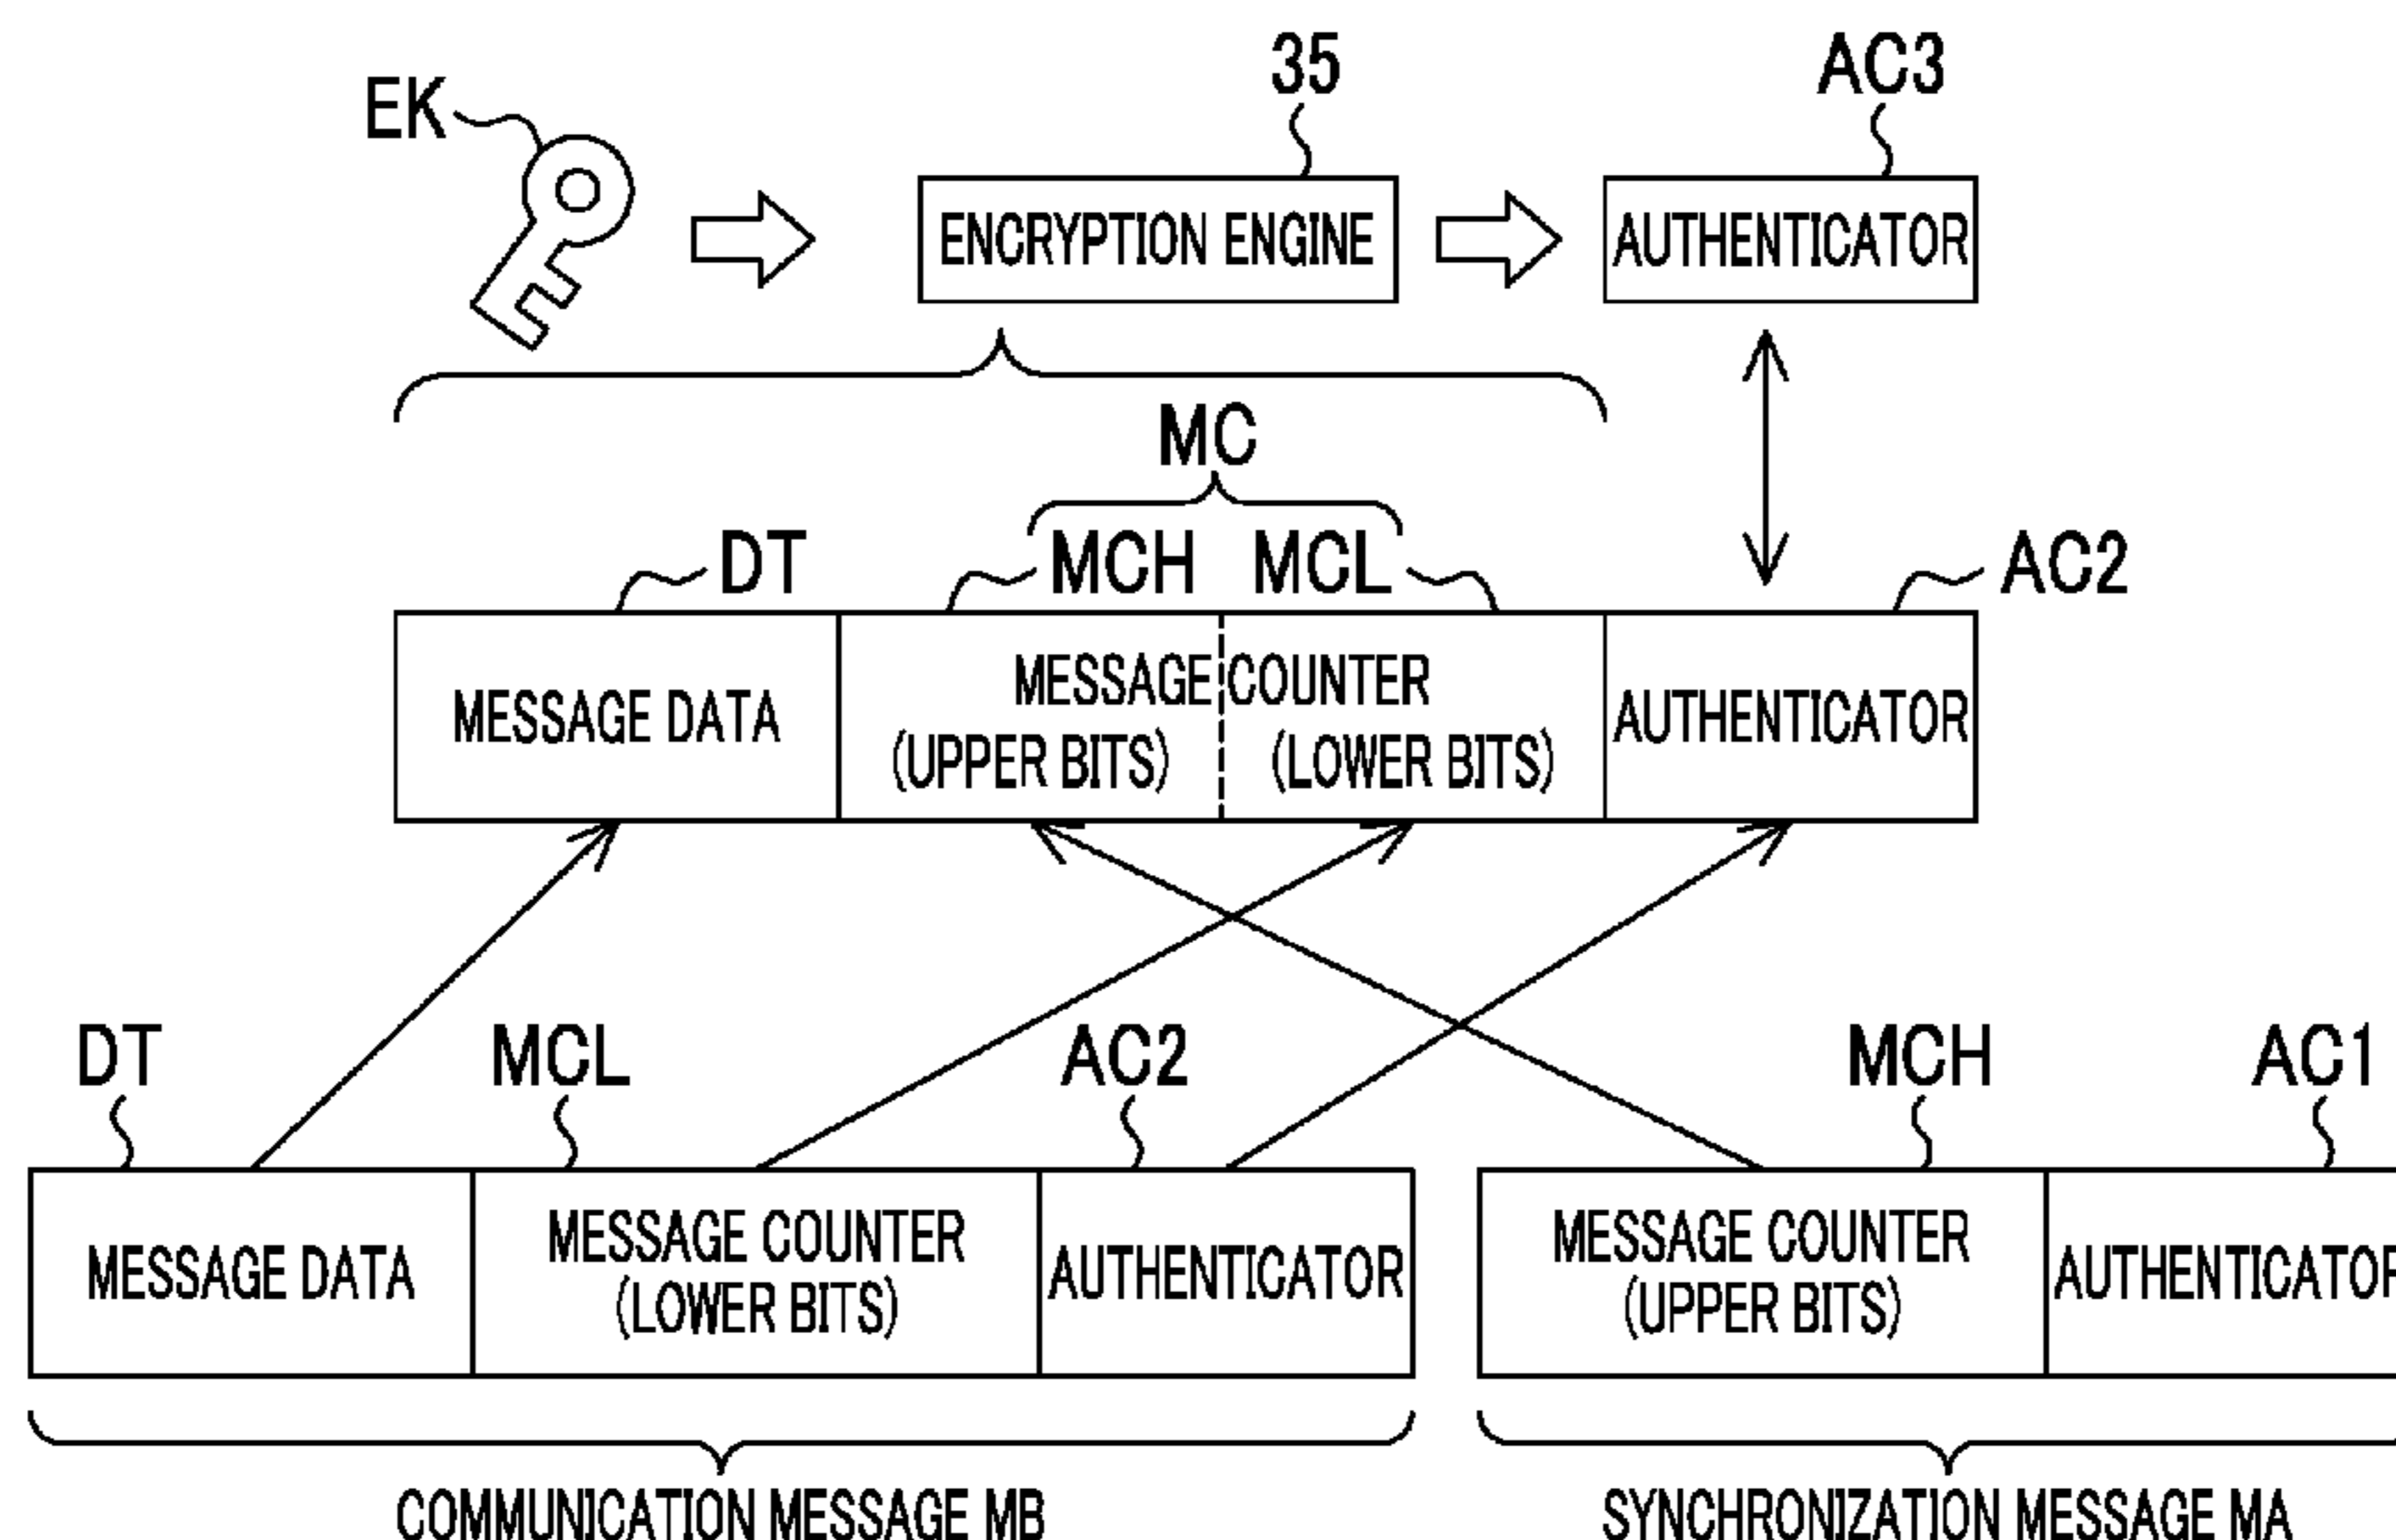 35
AC3
EK
ENCRYPTION ENGINE
AUTHENTICATOR
MC
DT
MCH
MCL
AC2
MESSAGE DATA
MESSAGE COUNTER
(UPPER BITS)
(LOWER BITS)
AUTHENTICATOR
DT
MCL
AC2
MCH
AC1
MESSAGE DATA
MESSAGE COUNTER
(LOWER BITS)
AUTHENTICATOR
MESSAGE COUNTER
(UPPER BITS)
AUTHENTICATOR
COMMUNICATION MESSAGE MB
SYNCHRONIZATION MESSAGE MA